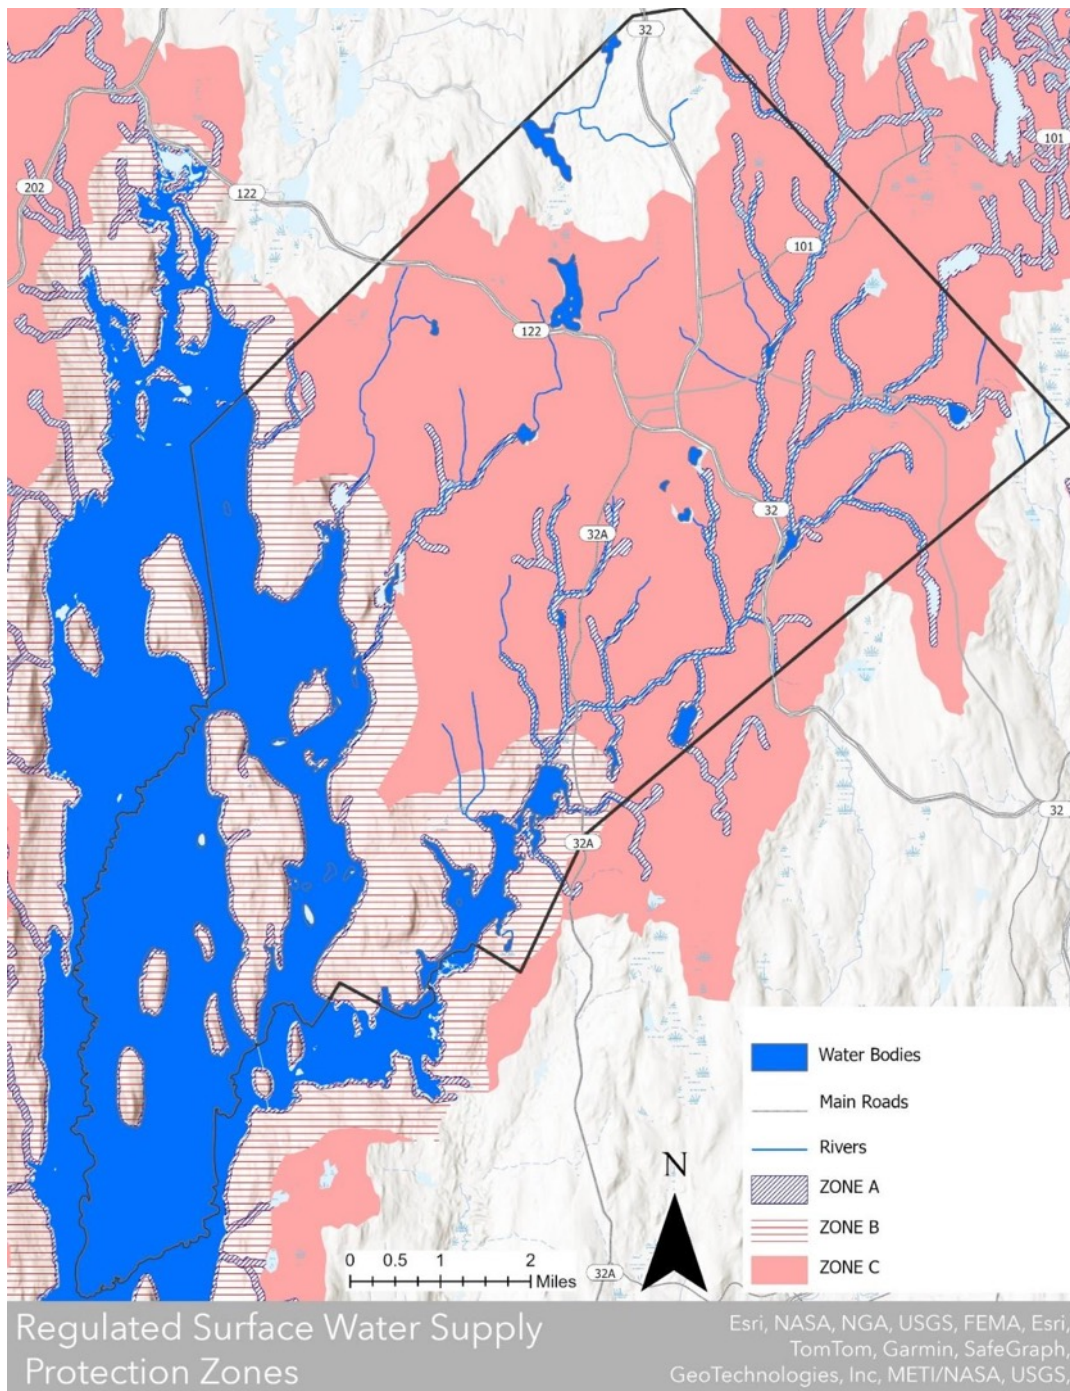 32
101
202
122
101
122
32
32A
32
32A
Water Bodies
Main Roads
Rivers
N
ZONE A
ZONE B
0 0.5 1 2
Miles
ZONE C
32A
Regulated Surface Water Supply
Protection Zones
Esri, NASA, NGA, USGS, FEMA, Esri,
TomTom, Garmin, SafeGraph,
GeoTechnologies, Inc, METI/NASA, USGS,